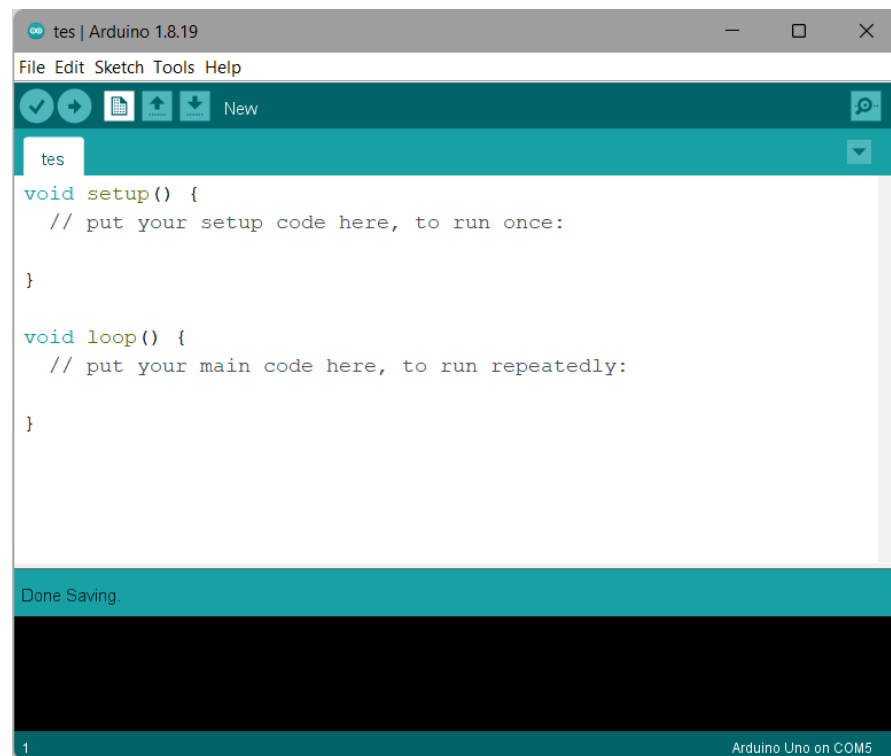 tes | Arduino 1.8.19
File Edit Sketch Tools Help
New
tes
void setup() {
  // put your setup code here, to run once:
}
void loop() {
  // put your main code here, to run repeatedly:
}
Done Saving.
1 Arduino Uno on COM5